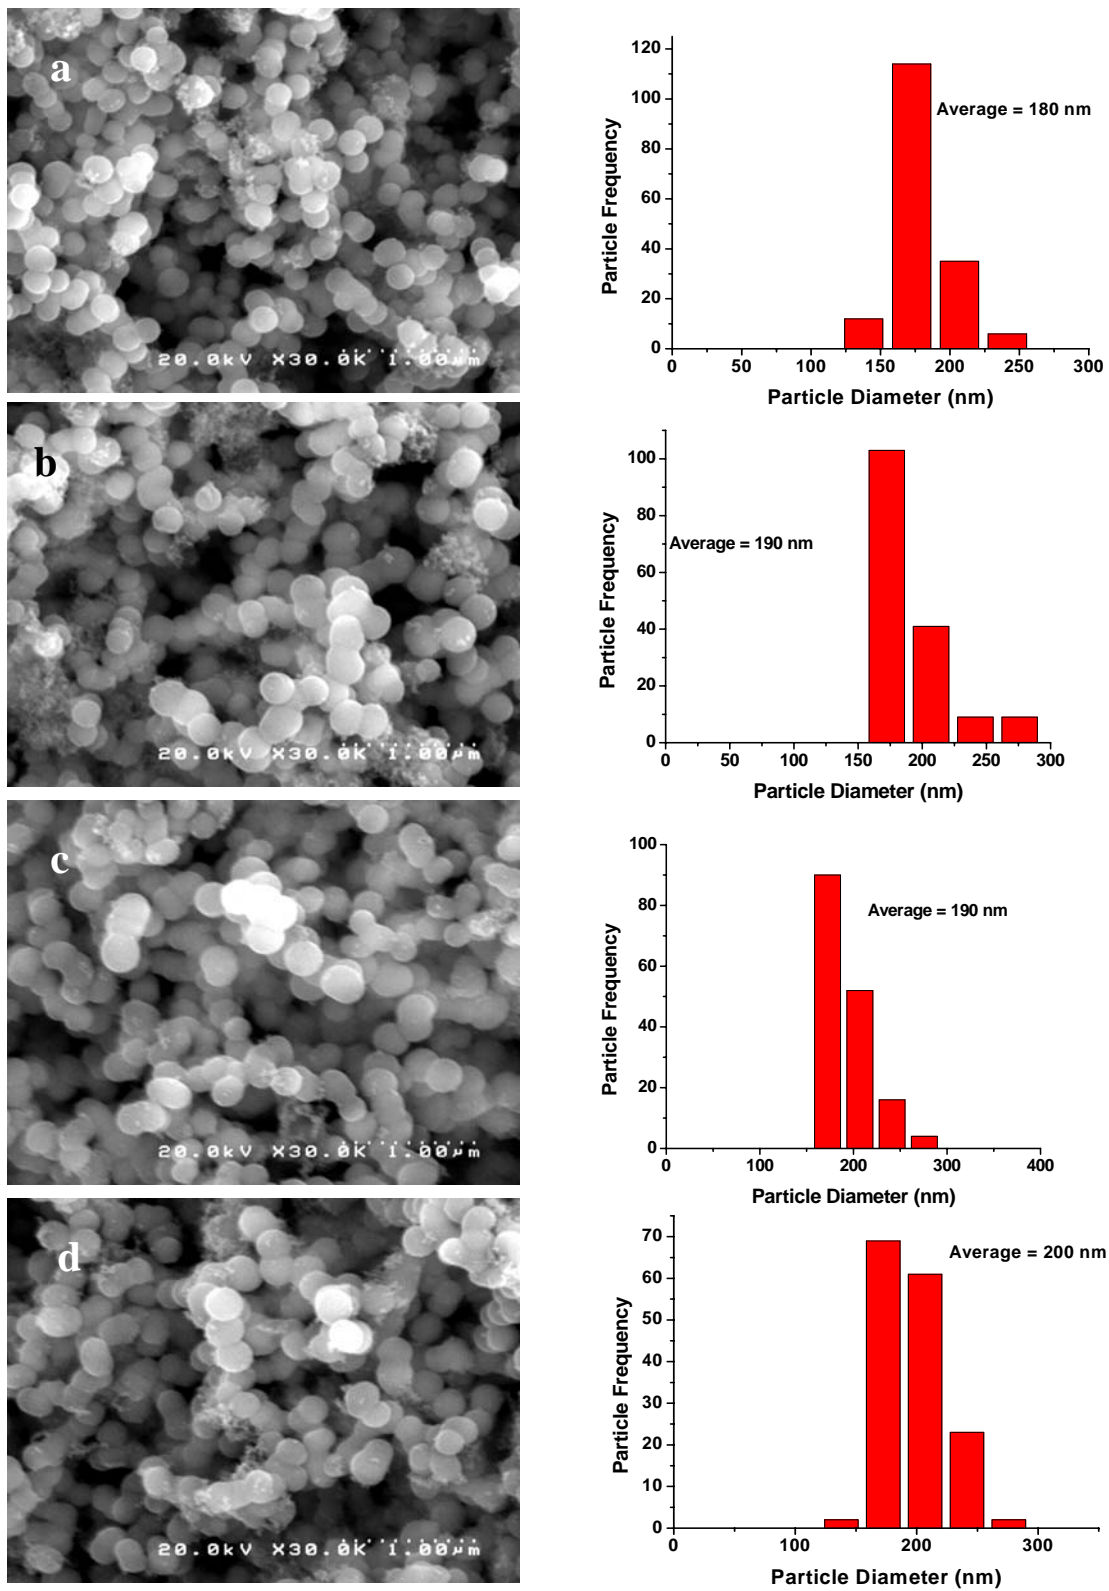 a
20.0kV X30.0K 1.00µm
Particle Frequency
120
100
80
60
40
20
0
Average = 180 nm
0 50 100 150 200 250 300
Particle Diameter (nm)
b
20.0kV X30.0K 1.00µm
Particle Frequency
100
80
60
40
20
0
Average = 190 nm
0 50 100 150 200 250 300
Particle Diameter (nm)
c
20.0kV X30.0K 1.00µm
Particle Frequency
100
80
60
40
20
0
Average = 190 nm
0 100 200 300 400
Particle Diameter (nm)
d
20.0kV X30.0K 1.00µm
Particle Frequency
70
60
50
40
30
20
10
0
Average = 200 nm
0 100 200 300
Particle Diameter (nm)